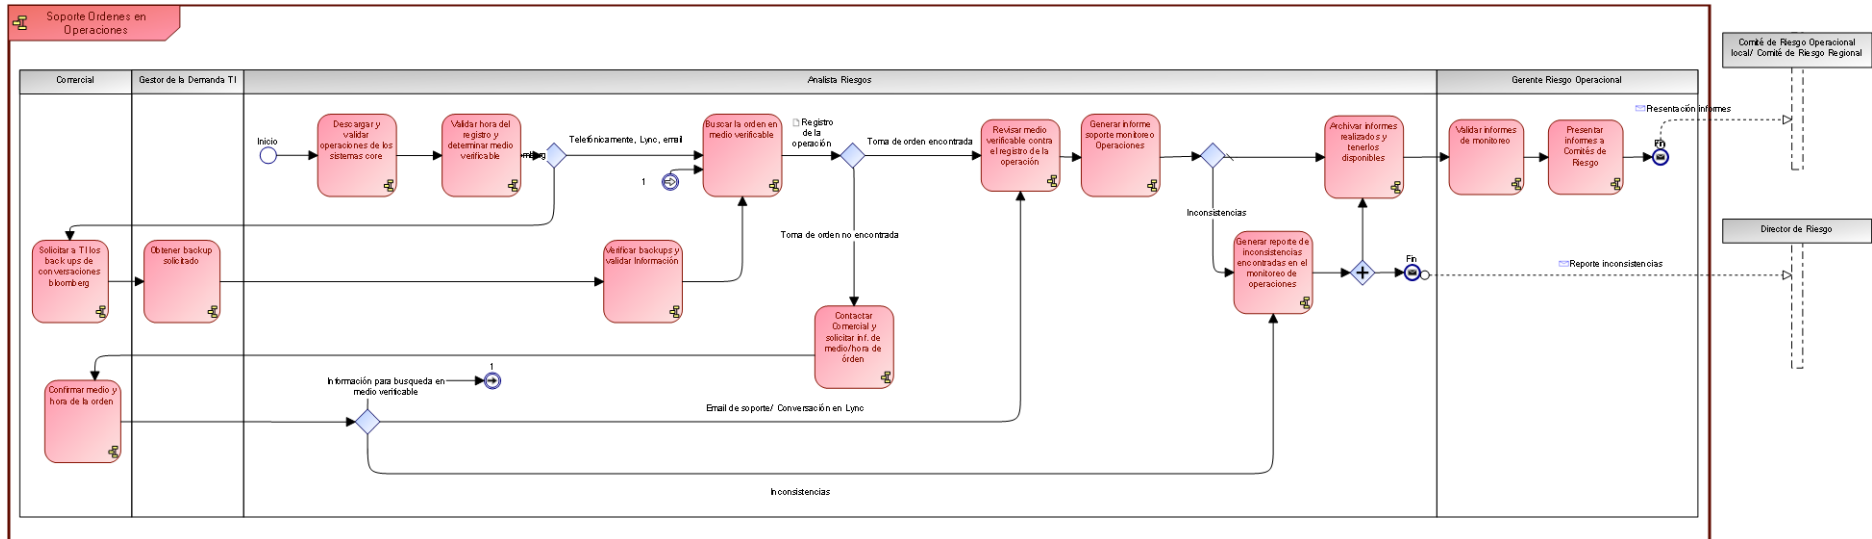 Soporte Ordenes en
Operaciones
Comercial
Gestor de la Demanda TI
Analista Riesgos
Gerente Riesgo Operacional
Comité de Riesgo Operacional
local/ Comité de Riesgo Regional
Inicio
Descargar y
validar
operaciones de los
sistemas core
Validar hora del
registro y
determinar medio
verificable
Telefónicamente, Lync, email
Buscar la orden en
medio verificable
1
Registro
de la
operación
Toma de orden encontrada
Revisar medio
verificable contra
el registro de la
operación
Generar informe
soporte monitoreo
Operaciones
Archivar informes
realizados y
tenerlos
disponibles
Validar informes
de monitoreo
Presentar
informes a
Comités de
Riesgo
Fin
Presentación informes
Solicitar a TI los
backups de
conversaciones
bloomberg
Obtener backup
solicitado
Verificar backups y
validar Información
Toma de orden no encontrada
Inconsistencias
Generar reporte de
inconsistencias
encontradas en el
monitoreo de
operaciones
Fin
Reporte inconsistencias
Director de Riesgo
Contactar
Comercial y
solicitar inf. de
medio/hora de
órden
Confirmar medio y
hora de la orden
Información para busqueda en
medio verificable
1
Email de soporte/ Conversación en Lync
Inconsistencias